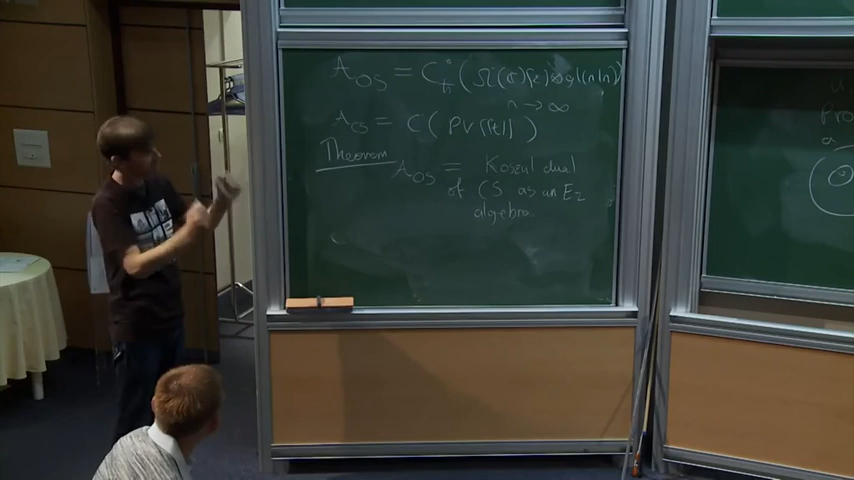 A_OS = C_*( Ω(ℂ)[ε] ⊗ gl(n|n))
n → ∞
A_CS = C( PV[[t]] )
Theorem A_OS = Koszul dual
of CS as an E_2
algebra.
a